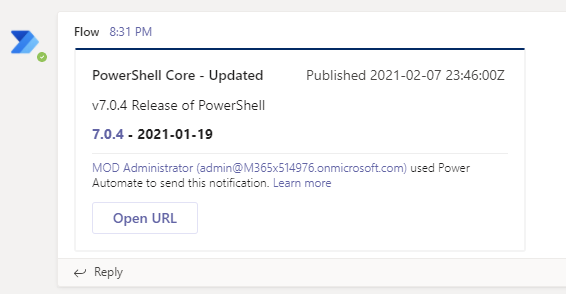 Flow 8:31 PM
PowerShell Core - Updated Published 2021-02-07 23:46:00Z
v7.0.4 Release of PowerShell
7.0.4 - 2021-01-19
MOD Administrator (admin@M365x514976.onmicrosoft.com) used Power
Automate to send this notification. Learn more
Open URL
Reply